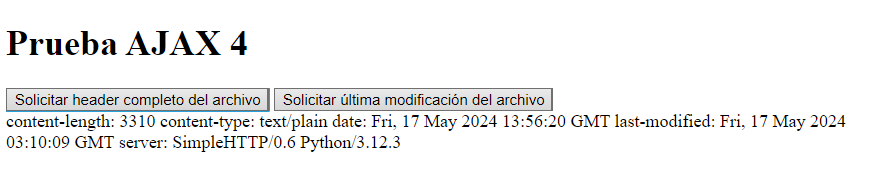 Prueba AJAX 4
Solicitar header completo del archivo Solicitar última modificación del archivo
content-length: 3310 content-type: text/plain date: Fri, 17 May 2024 13:56:20 GMT last-modified: Fri, 17 May 2024
03:10:09 GMT server: SimpleHTTP/0.6 Python/3.12.3